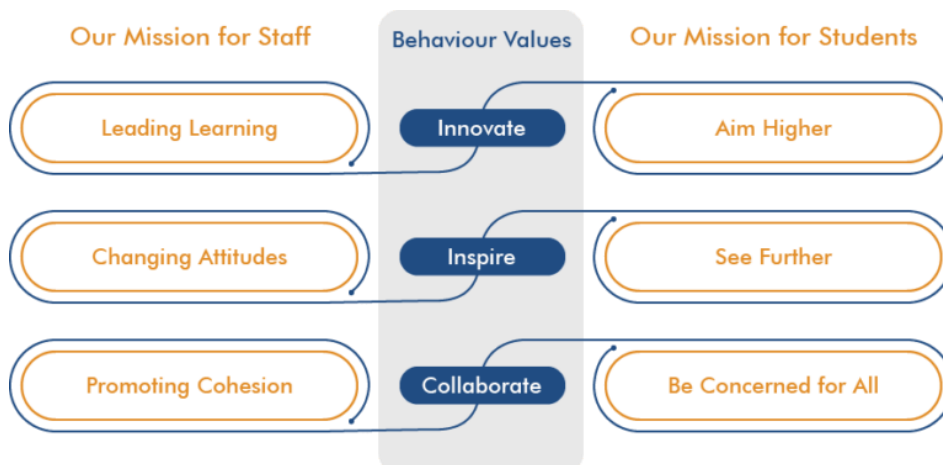 Our Mission for Staff
Behaviour Values
Our Mission for Students
Leading Learning
Innovate
Aim Higher
Changing Attitudes
Inspire
See Further
Promoting Cohesion
Collaborate
Be Concerned for All